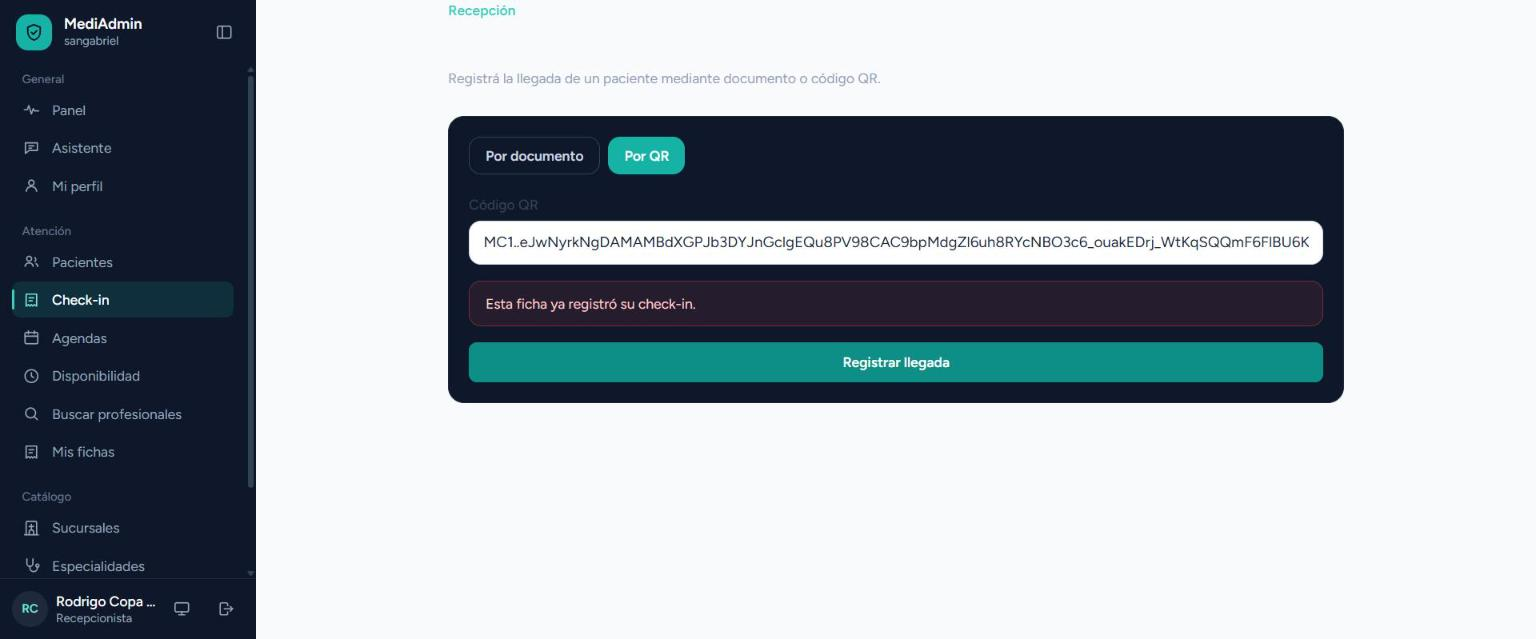 MediAdmin
sangabriel
General
Panel
Asistente
Mi perfil
Atención
Pacientes
Check-in
Agendas
Disponibilidad
Buscar profesionales
Mis fichas
Catálogo
Sucursales
Especialidades
RC
Rodrigo Copa ...
Recepcionista
Recepción
Registrá la llegada de un paciente mediante documento o código QR.
Por documento
Por QR
Código QR
MC1..eJwNyrkNgDAMAMBdXGPJb3DYJnGclgEQu8PV98CAC9bpMdgZl6uh8RYcNBO3c6_ouakEDrj_WtKqSQQmF6FlBU6K
Esta ficha ya registró su check-in.
Registrar llegada